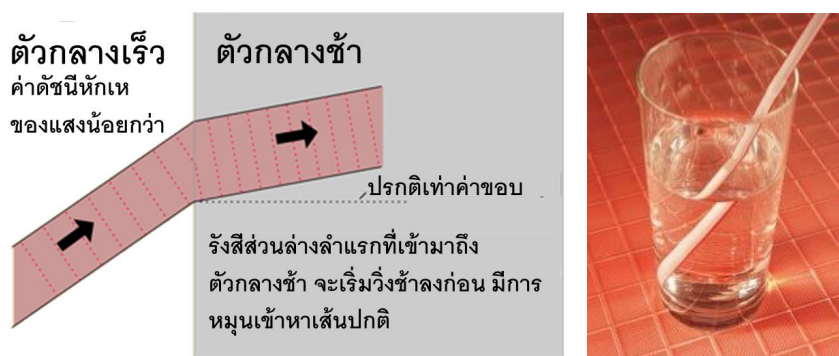 ตัวกลางเร็ว
ค่าดัชนีหักเห
ของแสงน้อยกว่า
ตัวกลางช้า
ปรกติเท่าค่าขอบ
รังสีส่วนล่างลำแรกที่เข้ามาถึง
ตัวกลางช้า จะเริ่มวิ่งช้าลงก่อน มีการ
หมุนเข้าหาเส้นปกติ